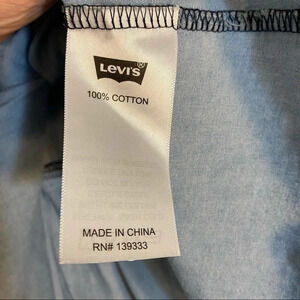 LEVI'S
100% COTTON
MADE IN CHINA
RN# 139333